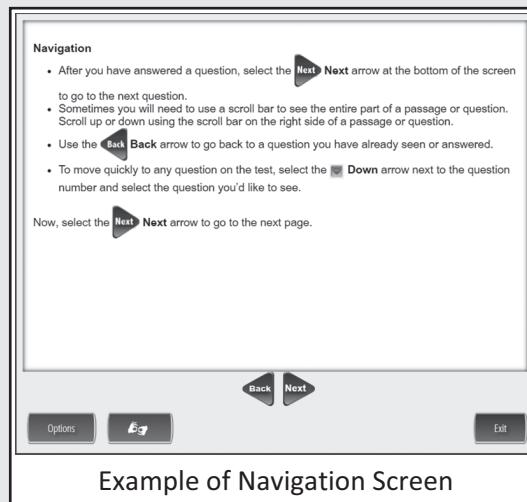 Navigation
• After you have answered a question, select the Next Next arrow at the bottom of the screen
to go to the next question.
• Sometimes you will need to use a scroll bar to see the entire part of a passage or question.
Scroll up or down using the scroll bar on the right side of a passage or question.
• Use the Back Back arrow to go back to a question you have already seen or answered.
• To move quickly to any question on the test, select the Down arrow next to the question
number and select the question you'd like to see.
Now, select the Next Next arrow to go to the next page.
Back Next
Options Exit
Example of Navigation Screen